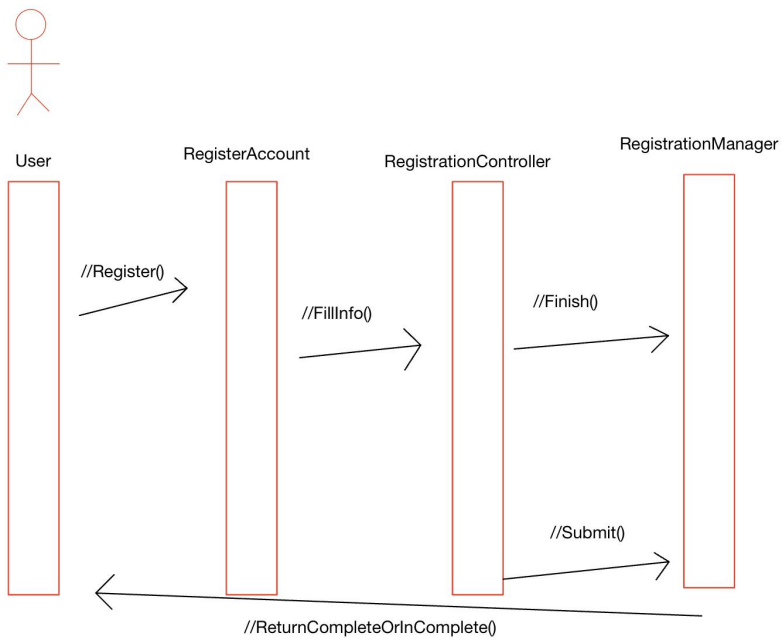 User
RegisterAccount
RegistrationController
RegistrationManager
//Register()
//FillInfo()
//Finish()
//Submit()
//ReturnCompleteOrInComplete()